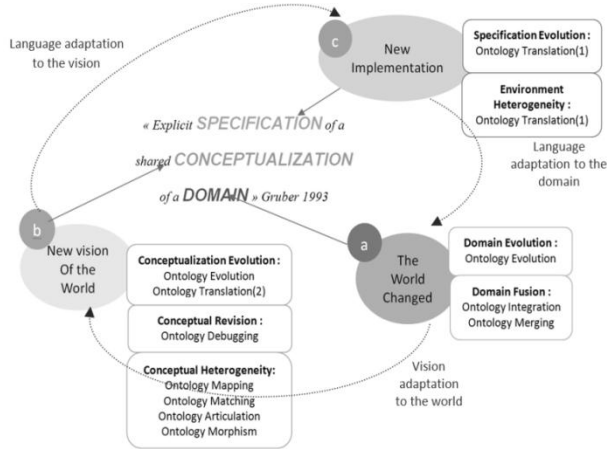 Language adaptation
to the vision
c
New
Implementation
Specification Evolution :
Ontology Translation(1)
Environment
Heterogeneity :
Ontology Translation(1)
« Explicit SPECIFICATION of a
shared CONCEPTUALIZATION
of a DOMAIN » Gruber 1993
Language
adaptation to the
domain
b
New vision
Of the
World
Conceptualization Evolution :
Ontology Evolution
Ontology Translation(2)
Conceptual Revision :
Ontology Debugging
Conceptual Heterogeneity:
Ontology Mapping
Ontology Matching
Ontology Articulation
Ontology Morphism
a
The
World
Changed
Domain Evolution :
Ontology Evolution
Domain Fusion :
Ontology Integration
Ontology Merging
Vision
adaptation
to the world